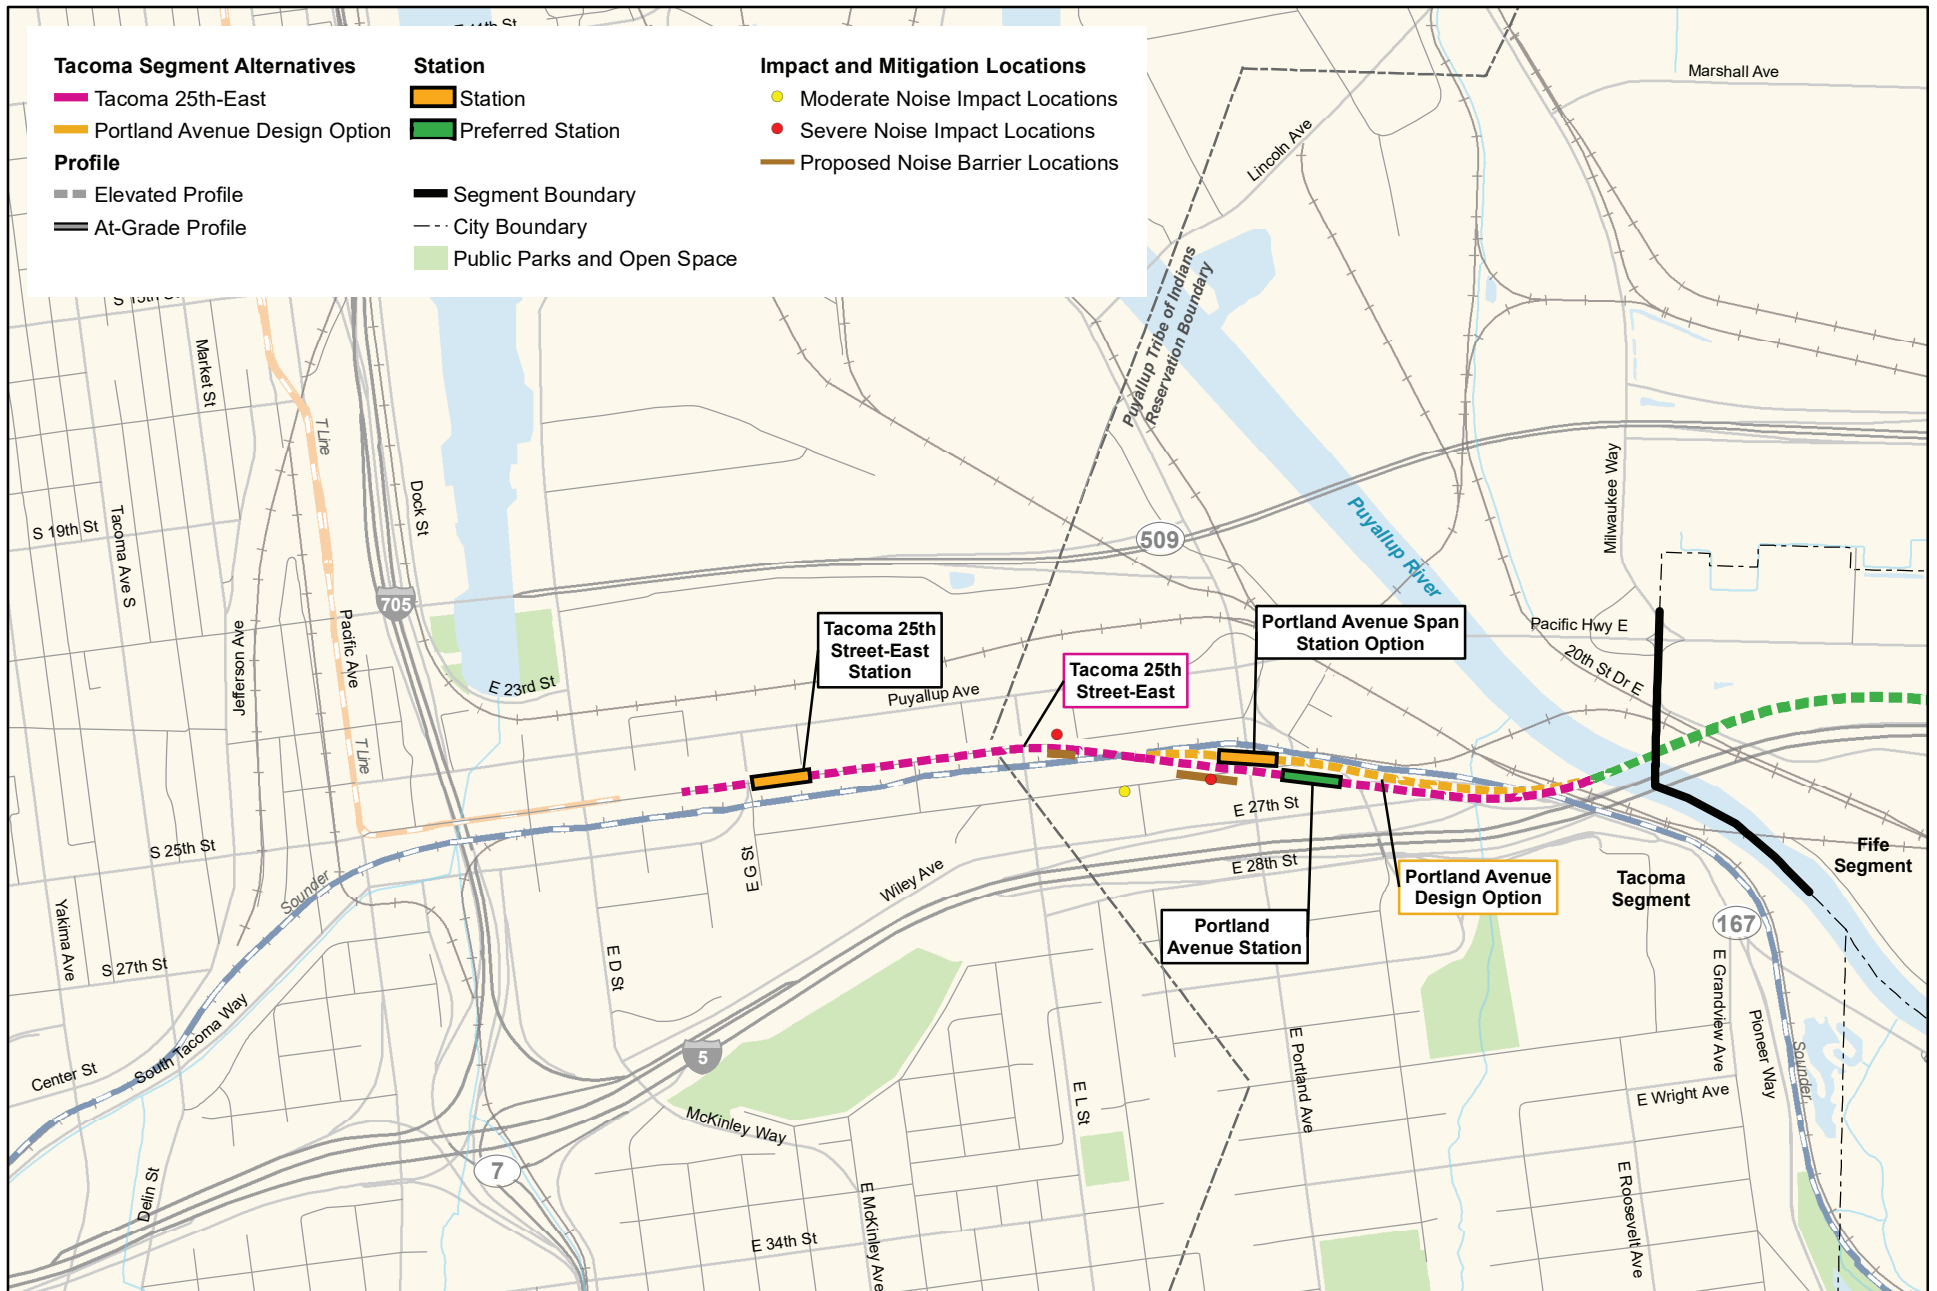 Tacoma Segment Alternatives
Tacoma 25th-East
Portland Avenue Design Option
Profile
Elevated Profile
At-Grade Profile
Station
Station
Preferred Station
Segment Boundary
City Boundary
Public Parks and Open Space
Impact and Mitigation Locations
Moderate Noise Impact Locations
Severe Noise Impact Locations
Proposed Noise Barrier Locations
Marshall Ave
Lincoln Ave
Puyallup Tribe of Indians
Reservation Boundary
Market St
T Line
Dock St
S 19th St
Tacoma Ave S
Jefferson Ave
Pacific Ave
T Line
705
509
Puyallup River
Milwaukee Way
Pacific Hwy E
20th St Dr E
E 23rd St
Puyallup Ave
Tacoma 25th
Street-East
Station
Tacoma 25th
Street-East
Portland Avenue Span
Station Option
E 27th St
E 28th St
Portland Avenue
Design Option
Portland
Avenue Station
Tacoma
Segment
Fife
Segment
167
S 25th St
Sounder
E G St
Wiley Ave
E D St
Yakima Ave
S 27th St
South Tacoma Way
Center St
Delin St
5
7
McKinley Way
E McKinley Ave
E 34th St
E L St
E Portland Ave
E Grandview Ave
Pioneer Way
Sounder
E Wright Ave
E Roosevelt Ave